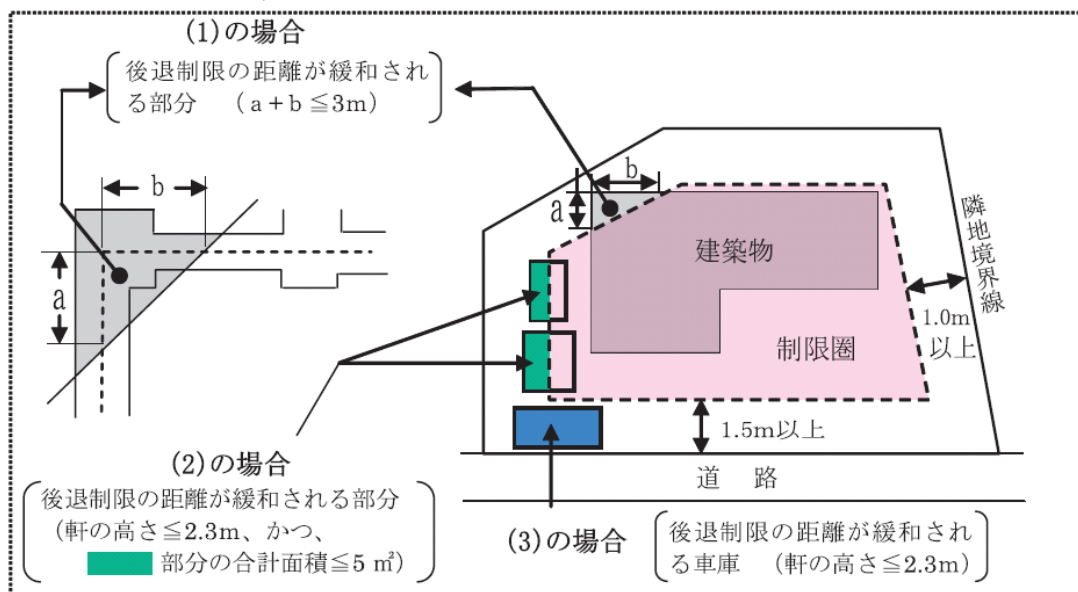 (1)の場合
後退制限の距離が緩和され
る部分 (a+b≦3m)
b
a
b
a
建築物
制限圏
隣地境界線
1.0m
以上
1.5m以上
道 路
(2)の場合
後退制限の距離が緩和される部分
(軒の高さ≦2.3m、かつ、
部分の合計面積≦5㎡)
(3)の場合
後退制限の距離が緩和され
る車庫 (軒の高さ≦2.3m)